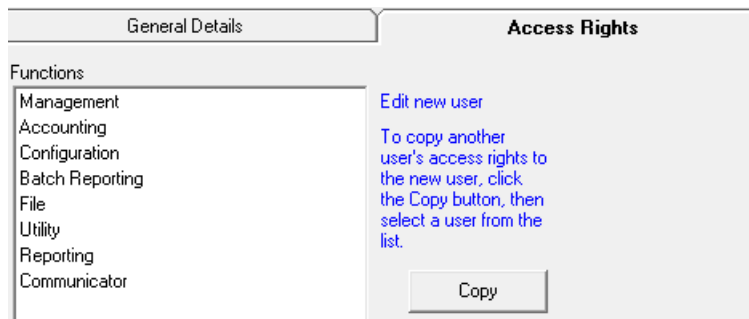 General Details
Access Rights
Functions
Management
Accounting
Configuration
Batch Reporting
File
Utility
Reporting
Communicator
Edit new user
To copy another
user's access rights to
the new user, click
the Copy button, then
select a user from the
list.
Copy